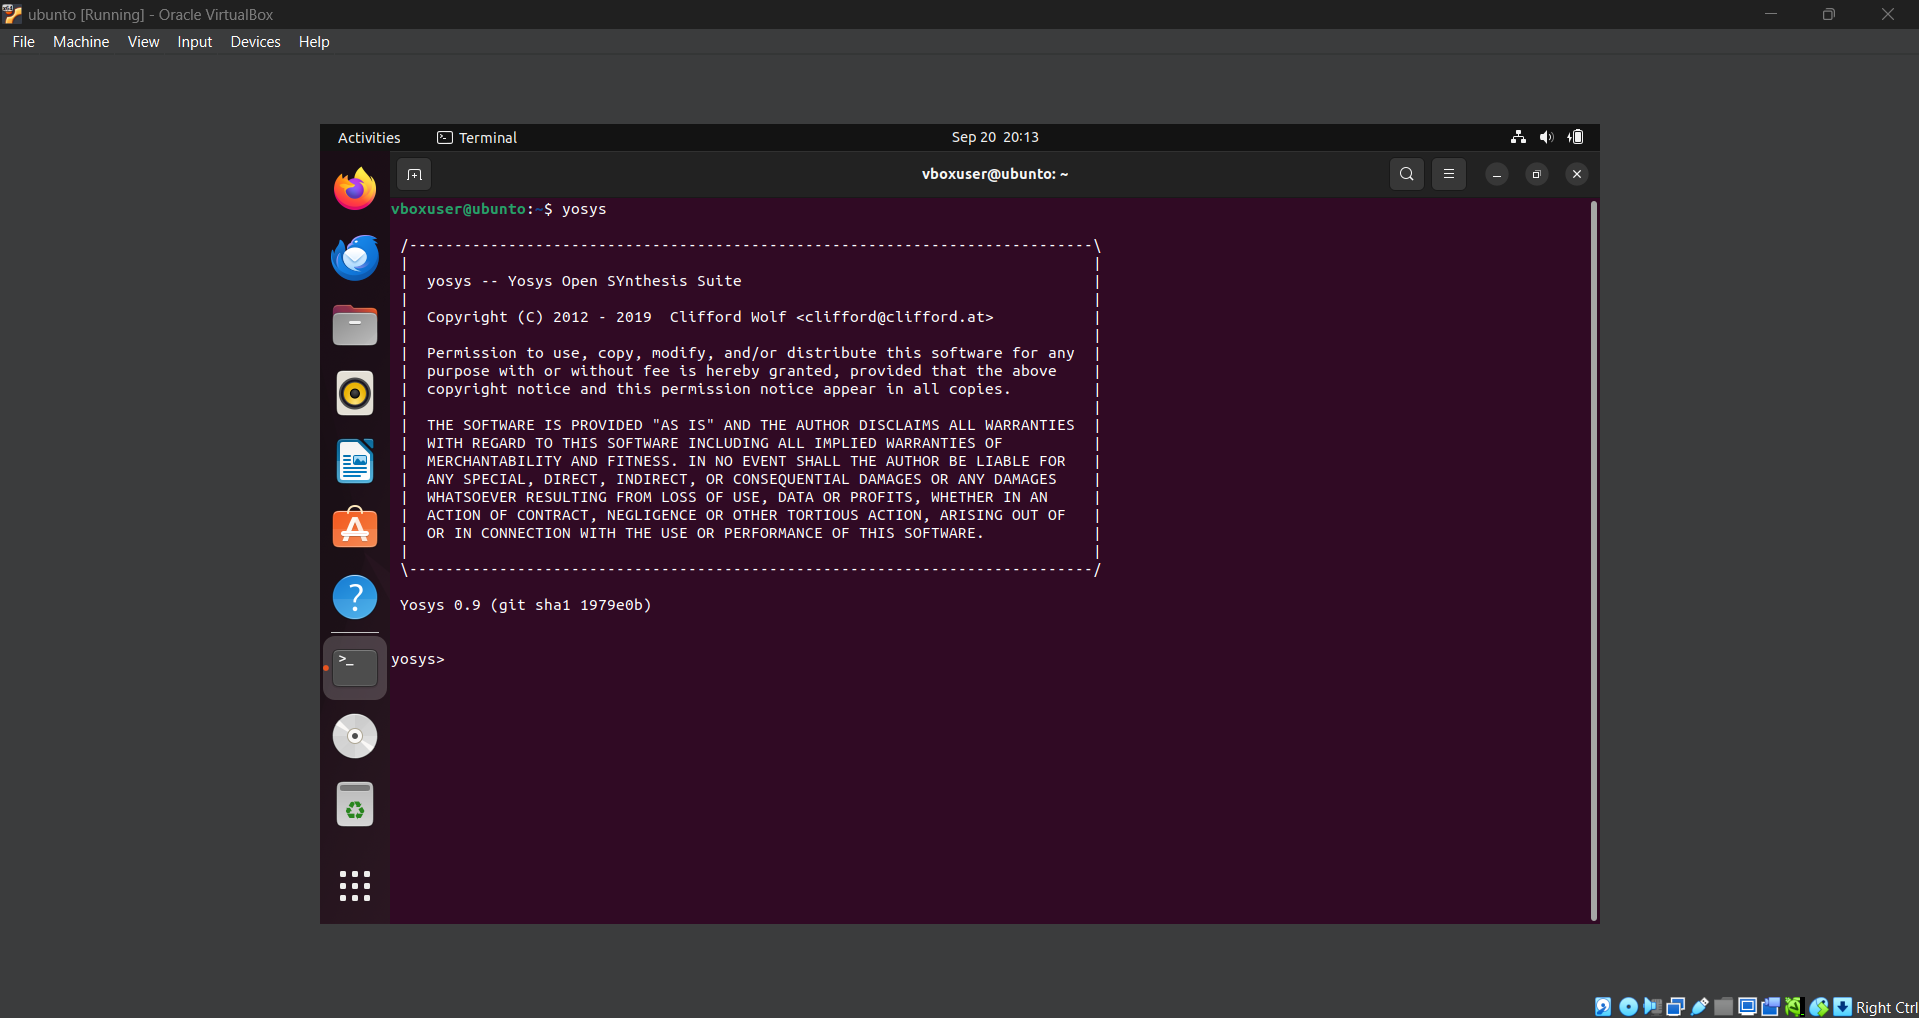 ubunto [Running] - Oracle VirtualBox
File Machine View Input Devices Help
Activities Terminal Sep 20 20:13
vboxuser@ubunto: ~
vboxuser@ubunto:~$ yosys
/----------------------------------------------------------------------------\
yosys -- Yosys Open SYnthesis Suite
Copyright (C) 2012 - 2019 Clifford Wolf <clifford@clifford.at>
Permission to use, copy, modify, and/or distribute this software for any
purpose with or without fee is hereby granted, provided that the above
copyright notice and this permission notice appear in all copies.
THE SOFTWARE IS PROVIDED "AS IS" AND THE AUTHOR DISCLAIMS ALL WARRANTIES
WITH REGARD TO THIS SOFTWARE INCLUDING ALL IMPLIED WARRANTIES OF
MERCHANTABILITY AND FITNESS. IN NO EVENT SHALL THE AUTHOR BE LIABLE FOR
ANY SPECIAL, DIRECT, INDIRECT, OR CONSEQUENTIAL DAMAGES OR ANY DAMAGES
WHATSOEVER RESULTING FROM LOSS OF USE, DATA OR PROFITS, WHETHER IN AN
ACTION OF CONTRACT, NEGLIGENCE OR OTHER TORTIOUS ACTION, ARISING OUT OF
OR IN CONNECTION WITH THE USE OR PERFORMANCE OF THIS SOFTWARE.
\----------------------------------------------------------------------------/
Yosys 0.9 (git sha1 1979e0b)
yosys>
Right Ctrl